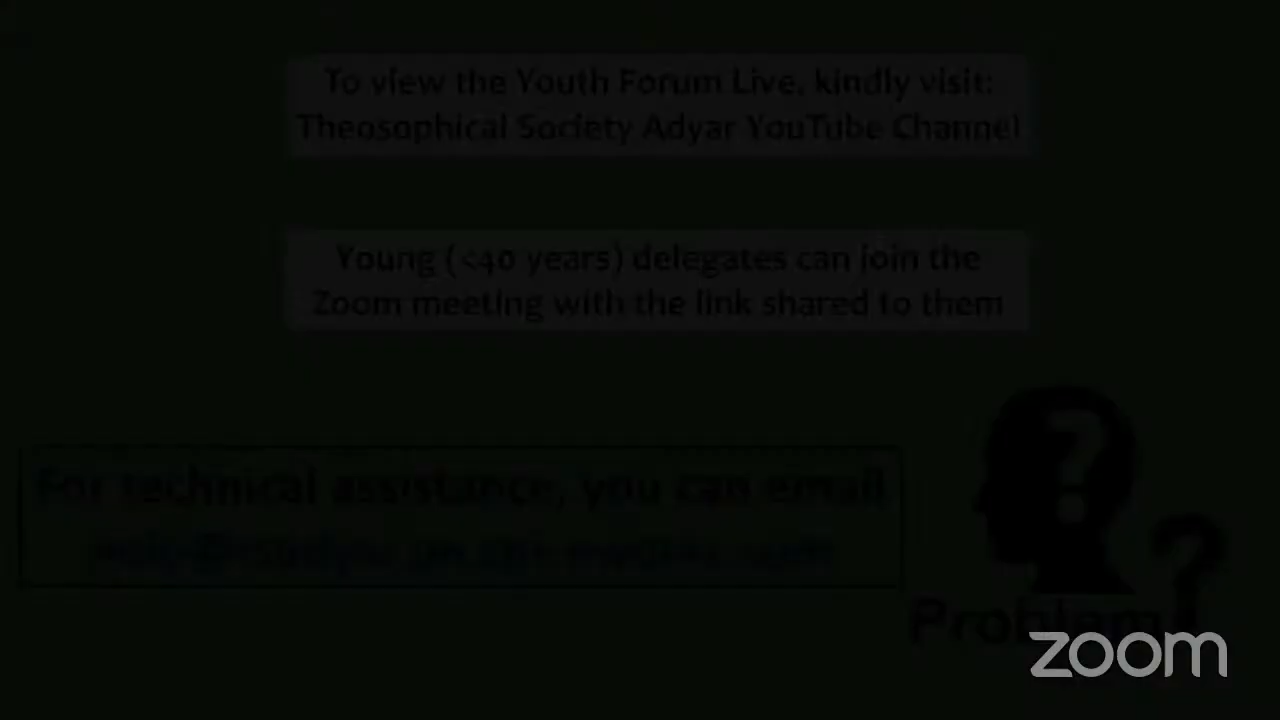 To view the Youth Forum Live, kindly visit:
Theosophical Society Adyar YouTube Channel
Young (<40 years) delegates can join the
Zoom meeting with the link shared to them
For technical assistance, you can email
Problem?
zoom